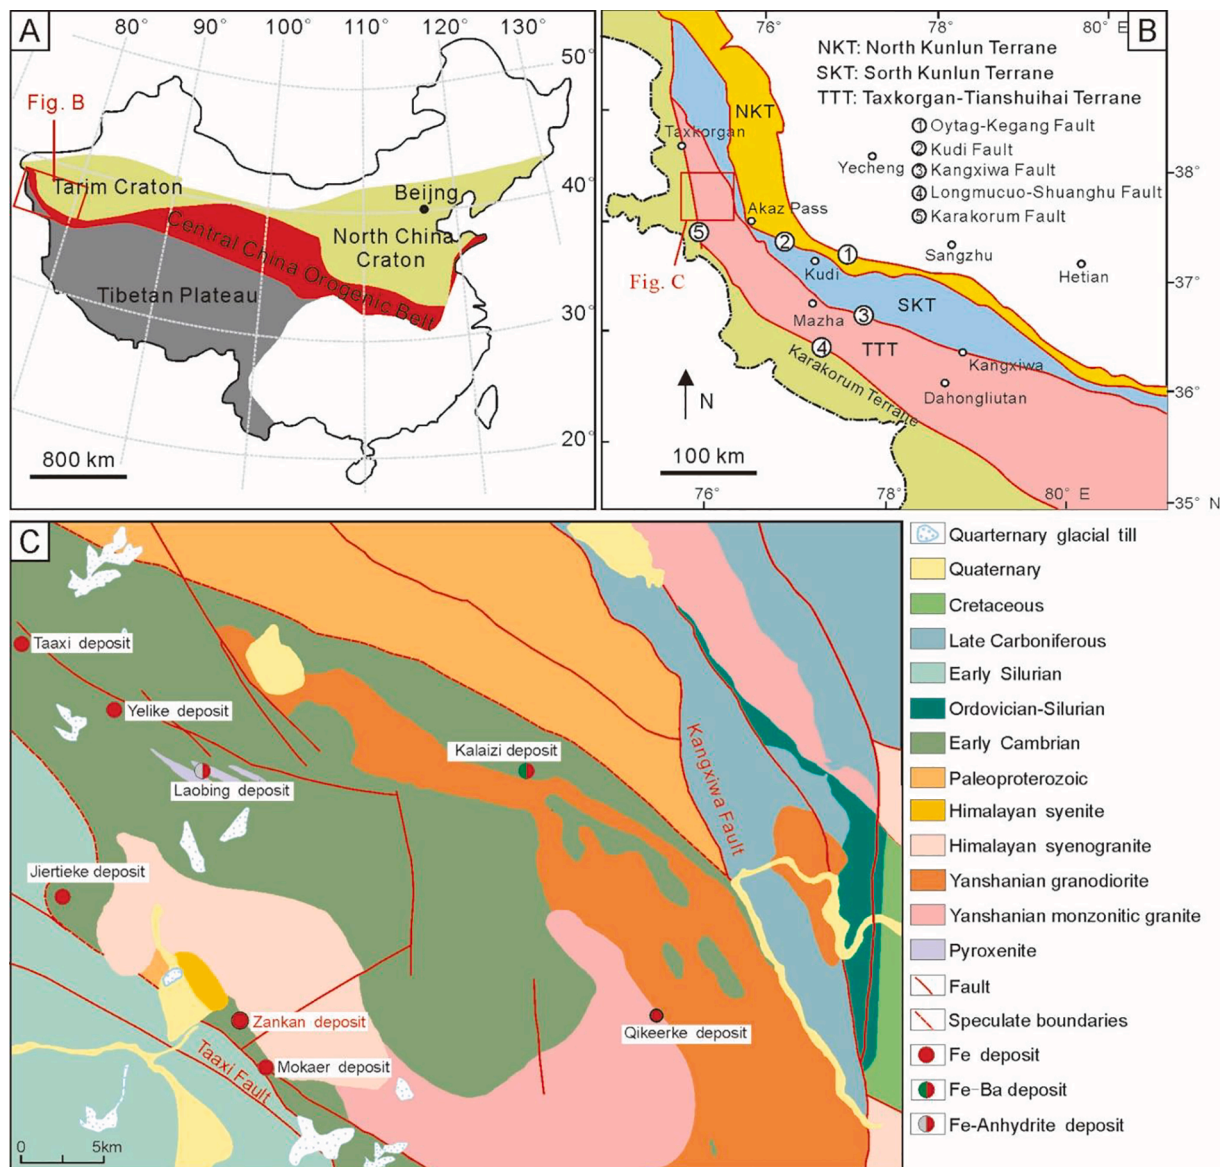 A
80°
90°
100°
110°
120°
130°
50°
40°
30°
20°
Fig. B
Tarim Craton
Beijng
Central China Orogenic Belt
North China
Craton
Tibetan Plateau
800 km
B
76°
78°
80° E
NKT: North Kunlun Terrane
SKT: Sorth Kunlun Terrane
TTT: Taxkorgan-Tianshuihai Terrane
① Oytag-Kegang Fault
② Kudi Fault
③ Kangxiwa Fault
④ Longmucuo-Shuanghu Fault
⑤ Karakorum Fault
NKT
Taxkorgan
Yecheng
38°
Akaz Pass
⑤
②
①
Sangzhu
Hetian
Kudi
37°
Fig. C
SKT
Mazha
③
④
TTT
Kangxiwa
Karakorum Terrane
Dahongliutan
36°
N
100 km
76°
78°
80° E
35° N
C
Taaxi deposit
Yelike deposit
Kalaizi deposit
Laobing deposit
Kangxiwa Fault
Jiertieke deposit
Zankan deposit
Qikeerke deposit
Taaxi Fault
Mokaer deposit
0 5km
Quarternary glacial till
Quaternary
Cretaceous
Late Carboniferous
Early Silurian
Ordovician-Silurian
Early Cambrian
Paleoproterozoic
Himalayan syenite
Himalayan syenogranite
Yanshanian granodiorite
Yanshanian monzonitic granite
Pyroxenite
Fault
Speculate boundaries
Fe deposit
Fe-Ba deposit
Fe-Anhydrite deposit